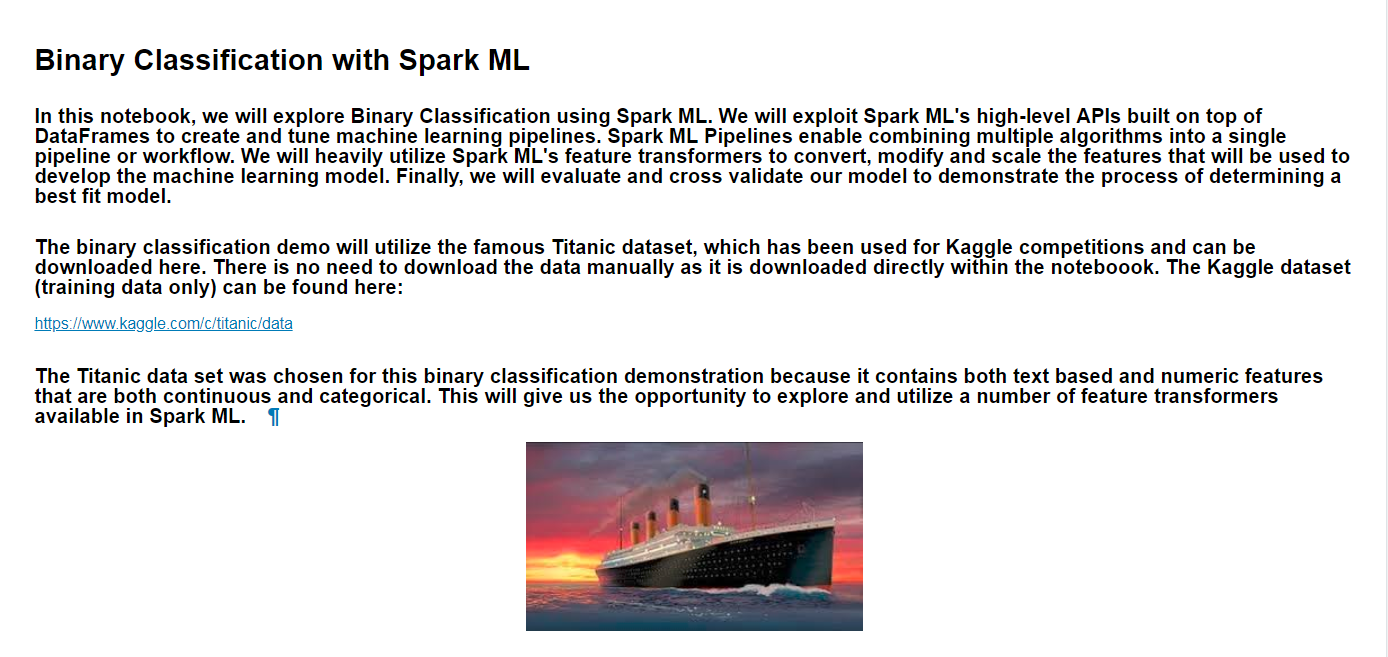 Binary Classification with Spark ML
In this notebook, we will explore Binary Classification using Spark ML. We will exploit Spark ML's high-level APIs built on top of
DataFrames to create and tune machine learning pipelines. Spark ML Pipelines enable combining multiple algorithms into a single
pipeline or workflow. We will heavily utilize Spark ML's feature transformers to convert, modify and scale the features that will be used to
develop the machine learning model. Finally, we will evaluate and cross validate our model to demonstrate the process of determining a
best fit model.
The binary classification demo will utilize the famous Titanic dataset, which has been used for Kaggle competitions and can be
downloaded here. There is no need to download the data manually as it is downloaded directly within the noteboook. The Kaggle dataset
(training data only) can be found here:
https://www.kaggle.com/c/titanic/data
The Titanic data set was chosen for this binary classification demonstration because it contains both text based and numeric features
that are both continuous and categorical. This will give us the opportunity to explore and utilize a number of feature transformers
available in Spark ML. ¶